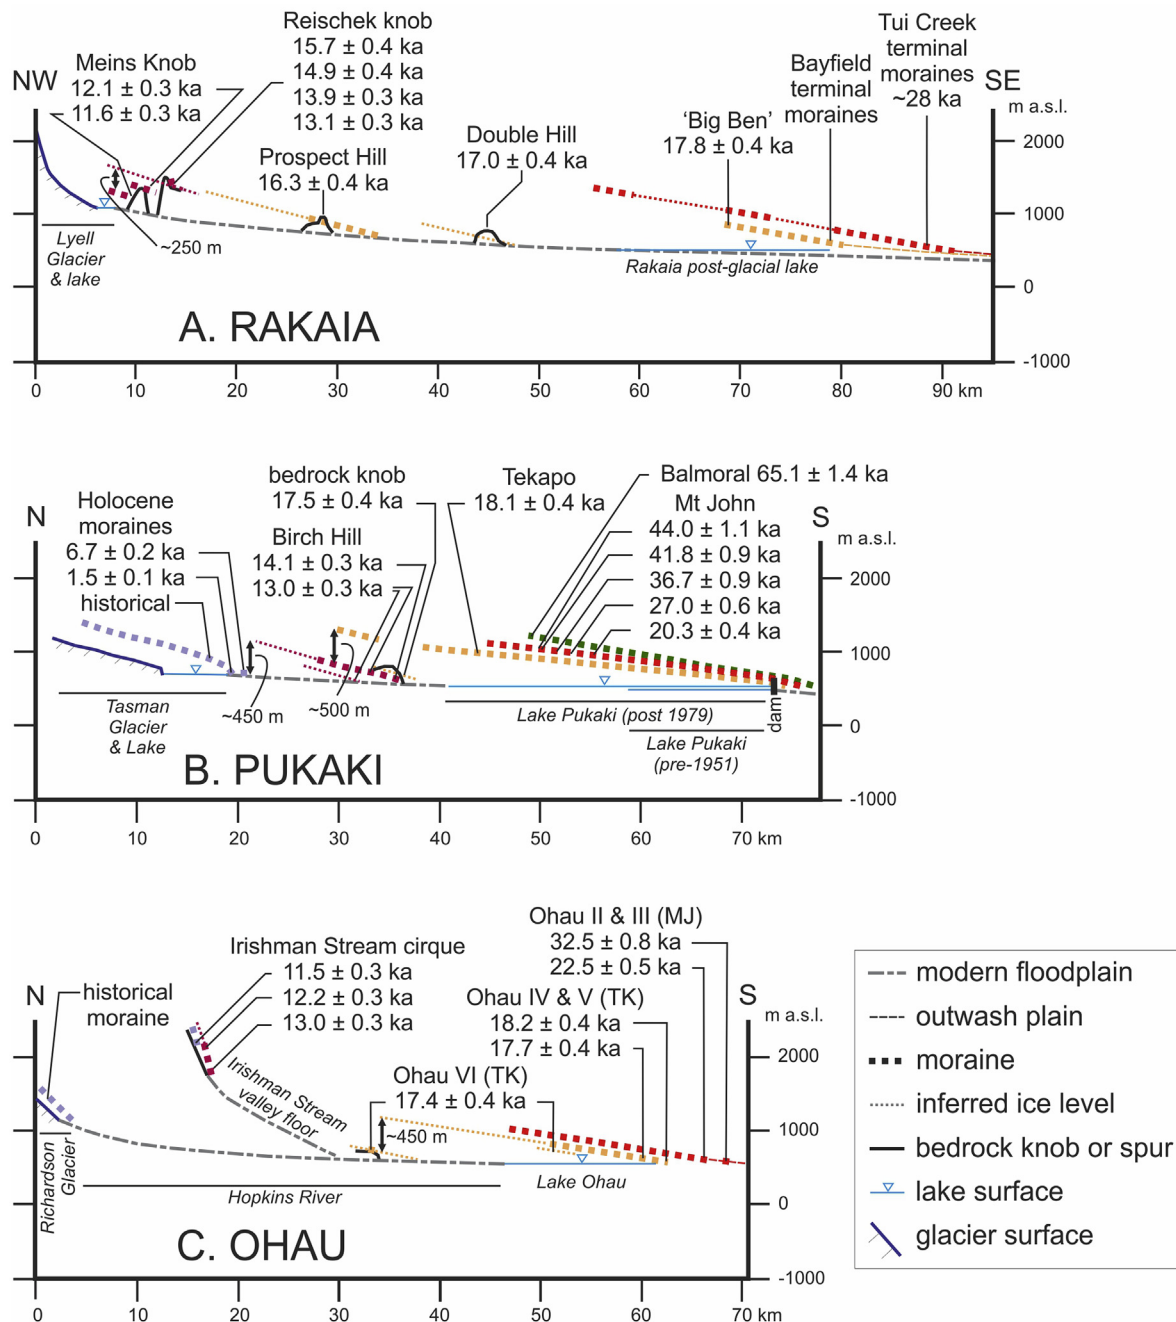 NW
Meins Knob
12.1 ± 0.3 ka
11.6 ± 0.3 ka
Reischek knob
15.7 ± 0.4 ka
14.9 ± 0.4 ka
13.9 ± 0.3 ka
13.1 ± 0.3 ka
Prospect Hill
16.3 ± 0.4 ka
Double Hill
17.0 ± 0.4 ka
'Big Ben'
17.8 ± 0.4 ka
Bayfield
terminal
moraines
Tui Creek
terminal
moraines
~28 ka
SE
m a.s.l.
2000
1000
0
-1000
~250 m
Lyell
Glacier
& lake
Rakaia post-glacial lake
A. RAKAIA
0 10 20 30 40 50 60 70 80 90 km
N
Holocene
moraines
6.7 ± 0.2 ka
1.5 ± 0.1 ka
historical
bedrock knob
17.5 ± 0.4 ka
Birch Hill
14.1 ± 0.3 ka
13.0 ± 0.3 ka
Tekapo
18.1 ± 0.4 ka
Balmoral 65.1 ± 1.4 ka
Mt John
44.0 ± 1.1 ka
41.8 ± 0.9 ka
36.7 ± 0.9 ka
27.0 ± 0.6 ka
20.3 ± 0.4 ka
S
m a.s.l.
2000
1000
0
-1000
~450 m
~500 m
Tasman
Glacier
& Lake
Lake Pukaki (post 1979)
Lake Pukaki
(pre-1951)
dam
B. PUKAKI
0 10 20 30 40 50 60 70 km
N
historical
moraine
Irishman Stream cirque
11.5 ± 0.3 ka
12.2 ± 0.3 ka
13.0 ± 0.3 ka
Irishman Stream
valley floor
Ohau VI (TK)
17.4 ± 0.4 ka
Ohau IV & V (TK)
18.2 ± 0.4 ka
17.7 ± 0.4 ka
Ohau II & III (MJ)
32.5 ± 0.8 ka
22.5 ± 0.5 ka
S
m a.s.l.
2000
1000
0
-1000
~450 m
Richardson
Glacier
Hopkins River
Lake Ohau
C. OHAU
0 10 20 30 40 50 60 70 km
modern floodplain
outwash plain
moraine
inferred ice level
bedrock knob or spur
lake surface
glacier surface